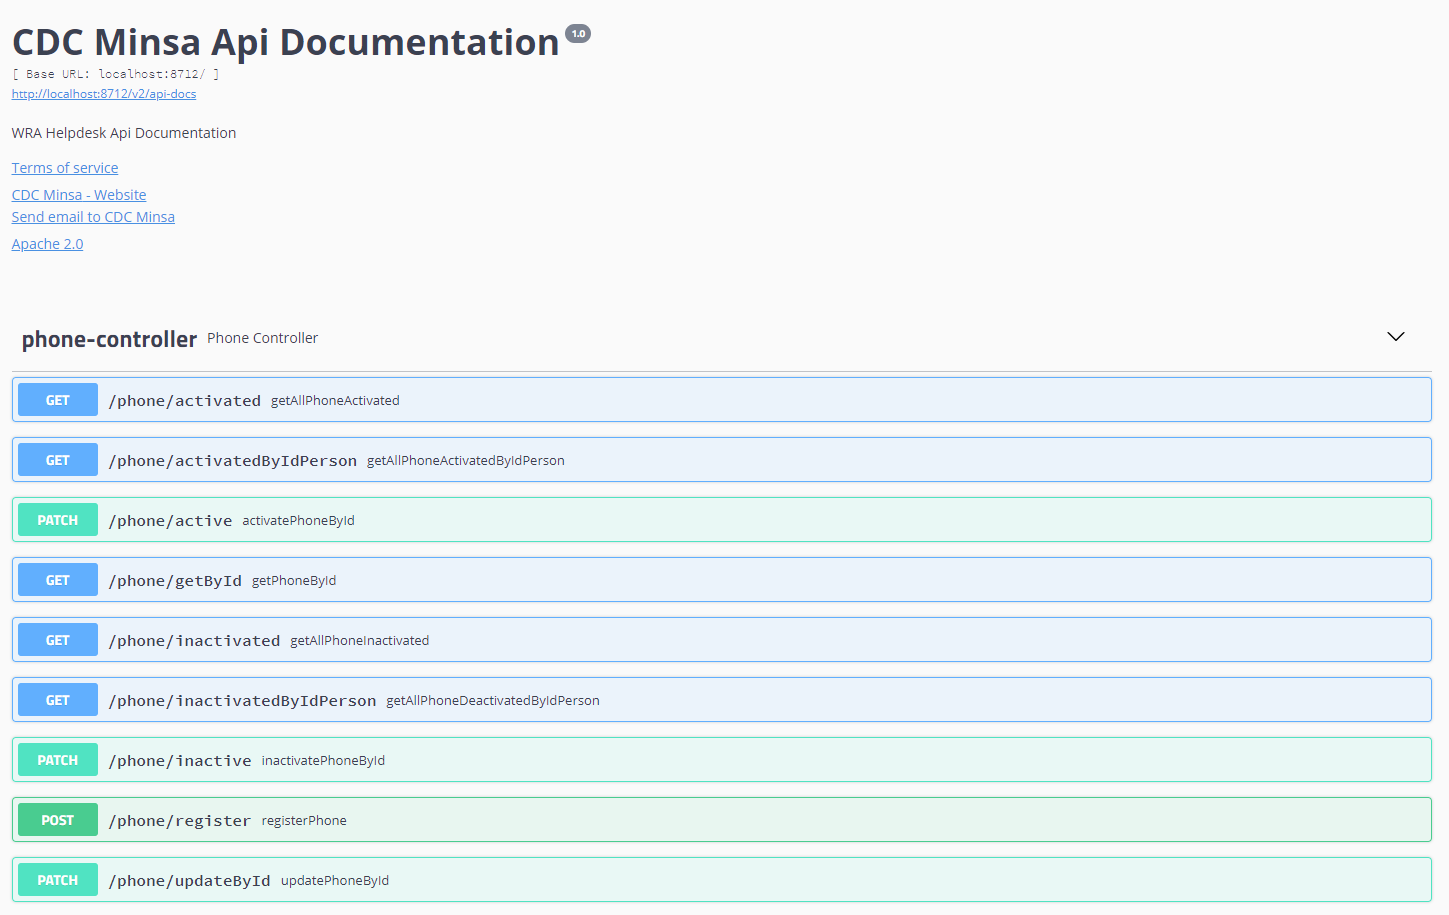 CDC Minsa Api Documentation 1.0
[ Base URL: localhost:8712/ ]
http://localhost:8712/v2/api-docs
WRA Helpdesk Api Documentation
Terms of service
CDC Minsa - Website
Send email to CDC Minsa
Apache 2.0
phone-controller Phone Controller
GET /phone/activated getAllPhoneActivated
GET /phone/activatedByIdPerson getAllPhoneActivatedByIdPerson
PATCH /phone/active activatePhoneById
GET /phone/getById getPhoneById
GET /phone/inactivated getAllPhoneInactivated
GET /phone/inactivatedByIdPerson getAllPhoneDeactivatedByIdPerson
PATCH /phone/inactive inactivatePhoneById
POST /phone/register registerPhone
PATCH /phone/updateById updatePhoneById